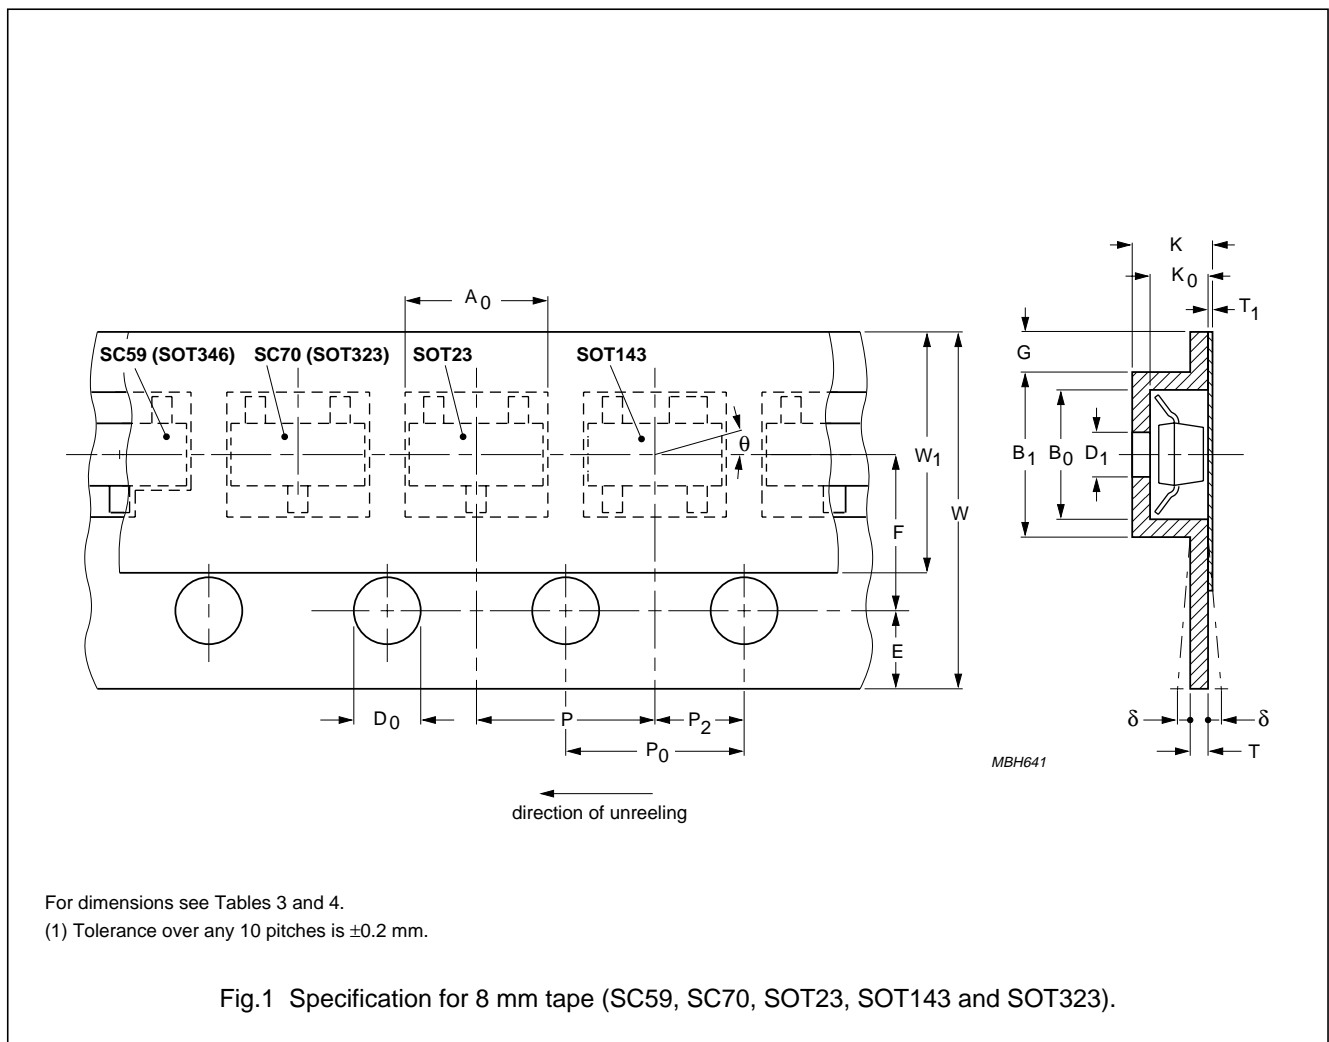 K
K0
A0
T1
G
SC59 (SOT346) SC70 (SOT323) SOT23 SOT143
θ
W1
B1 B0 D1
F
W
E
D0 P P2
P0
δ δ
T
MBH641
direction of unreeling
For dimensions see Tables 3 and 4.
(1) Tolerance over any 10 pitches is ±0.2 mm.
Fig.1 Specification for 8 mm tape (SC59, SC70, SOT23, SOT143 and SOT323).